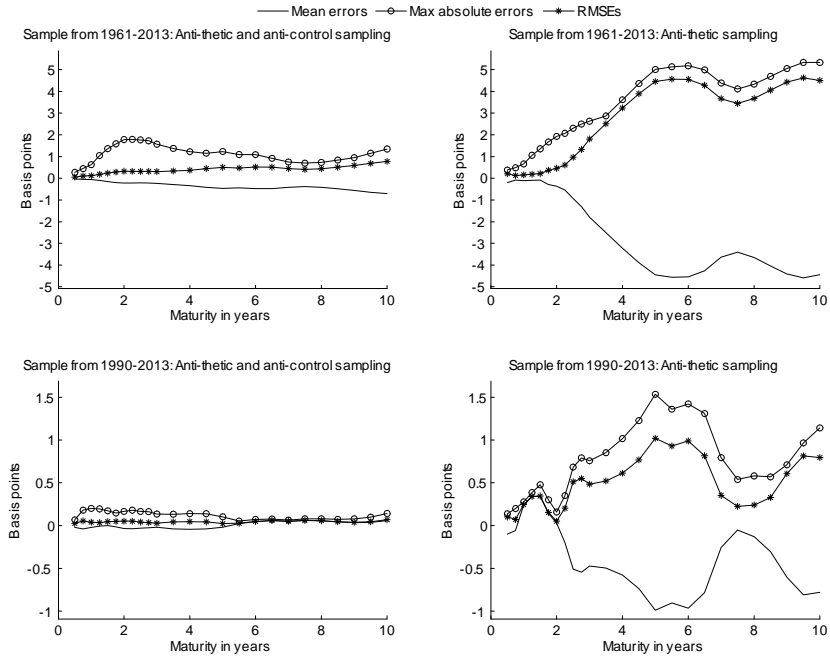 Mean errors Max absolute errors RMSEs
Sample from 1961-2013: Anti-thetic and anti-control sampling
5
4
3
2
1
0
-1
-2
-3
-4
-5
Basis points
0 2 4 6 8 10
Maturity in years
Sample from 1961-2013: Anti-thetic sampling
5
4
3
2
1
0
-1
-2
-3
-4
-5
Basis points
0 2 4 6 8 10
Maturity in years
Sample from 1990-2013: Anti-thetic and anti-control sampling
1.5
1
0.5
0
-0.5
-1
Basis points
0 2 4 6 8 10
Maturity in years
Sample from 1990-2013: Anti-thetic sampling
1.5
1
0.5
0
-0.5
-1
Basis points
0 2 4 6 8 10
Maturity in years